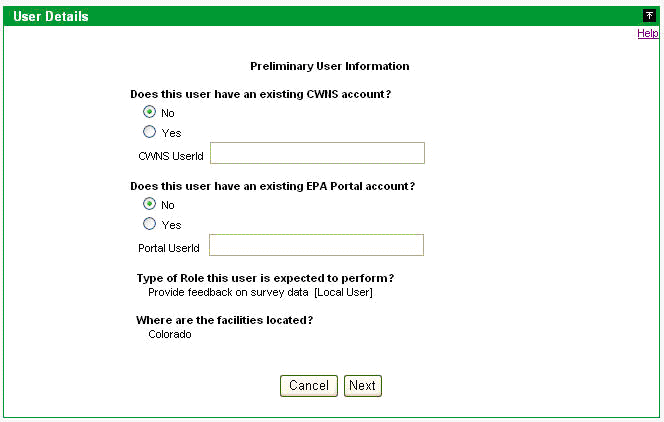 User Details
Help
Preliminary User Information
Does this user have an existing CWNS account?
No
Yes
CWNS UserId
Does this user have an existing EPA Portal account?
No
Yes
Portal UserId
Type of Role this user is expected to perform?
Provide feedback on survey data [Local User]
Where are the facilities located?
Colorado
Cancel Next